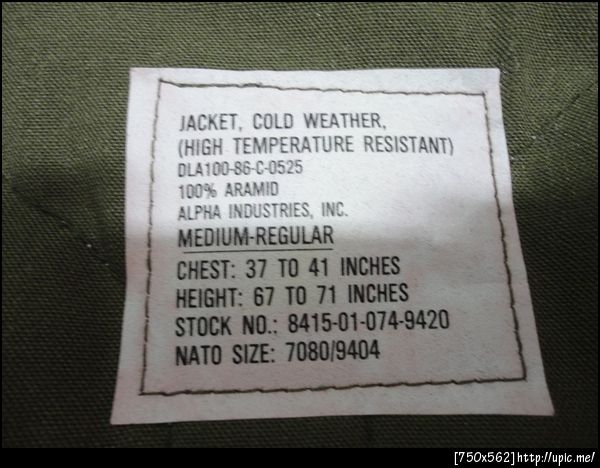 JACKET, COLD WEATHER,
(HIGH TEMPERATURE RESISTANT)
DLA100-86-C-0525
100% ARAMID
ALPHA INDUSTRIES, INC.
MEDIUM-REGULAR
CHEST: 37 TO 41 INCHES
HEIGHT: 67 TO 71 INCHES
STOCK NO.: 8415-01-074-9420
NATO SIZE: 7080/9404
[750x562]http://upic.me/